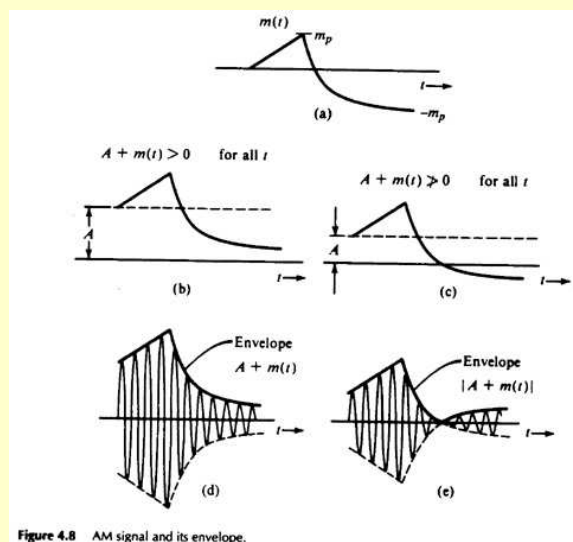 m(t)
m_p
t
-m_p
(a)
A + m(t) > 0 for all t
A + m(t) ≯ 0 for all t
A
t
(b)
A
t
(c)
Envelope
A + m(t)
t
(d)
Envelope
|A + m(t)|
t
(e)
Figure 4.8 AM signal and its envelope.